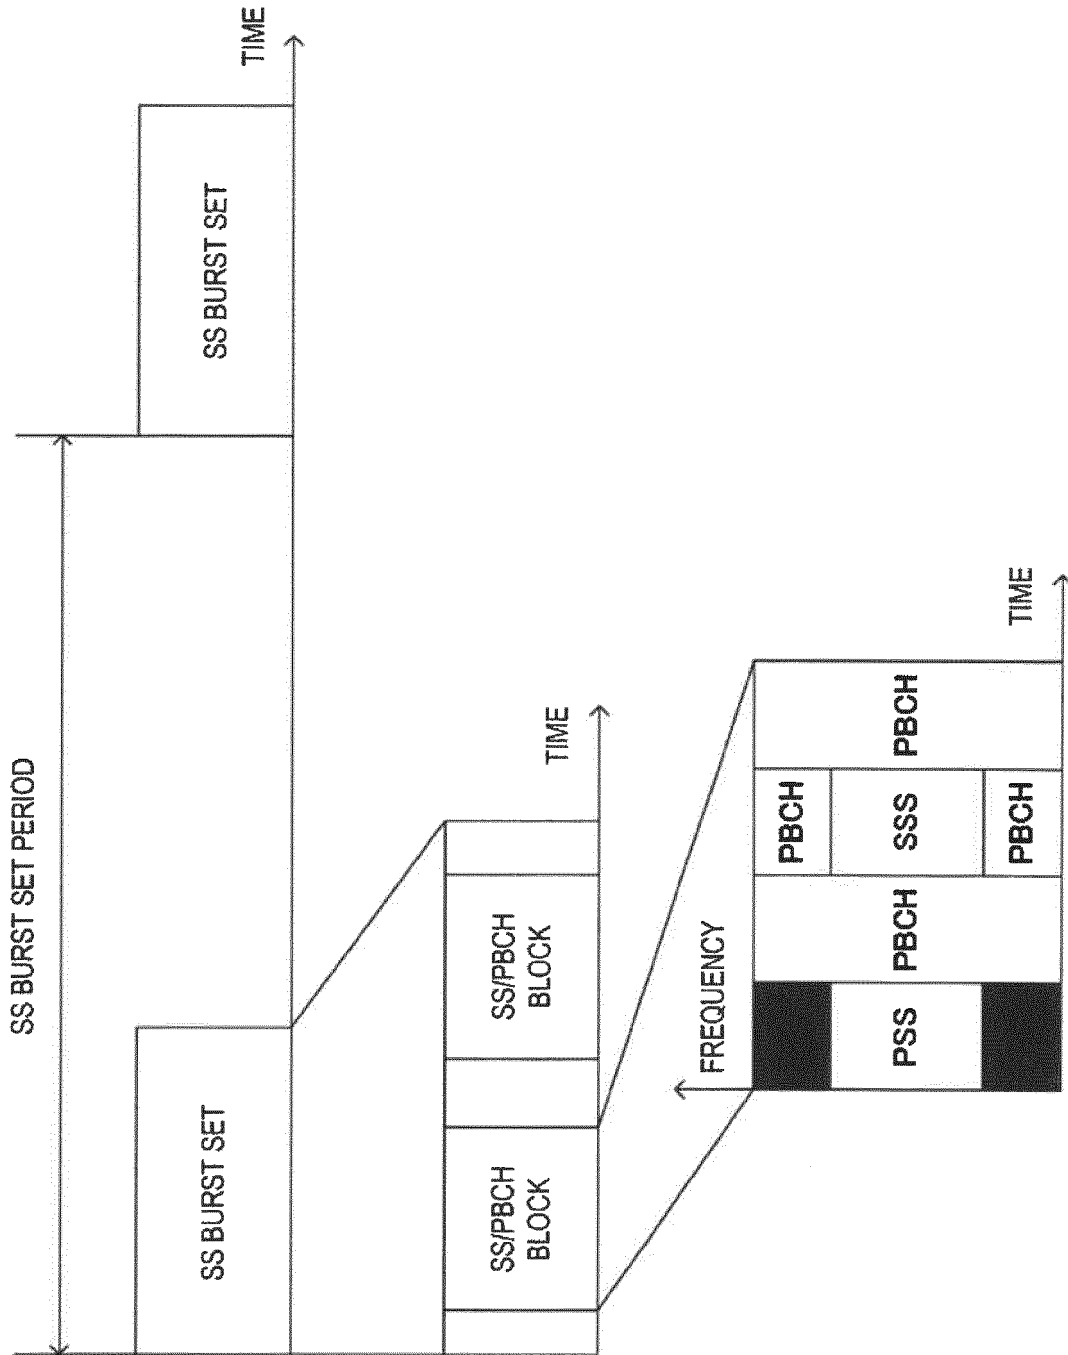 SS BURST SET PERIOD
SS BURST SET
SS BURST SET
TIME
SS/PBCH
BLOCK
SS/PBCH
BLOCK
TIME
FREQUENCY
PSS
PBCH
PBCH
SSS
PBCH
PBCH
TIME